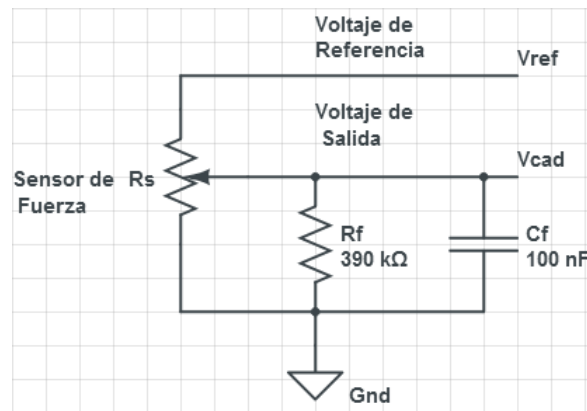 Voltaje de
Referencia
Vref
Voltaje de
Salida
Vcad
Sensor de Rs
Fuerza
Rf
390 kΩ
Cf
100 nF
Gnd